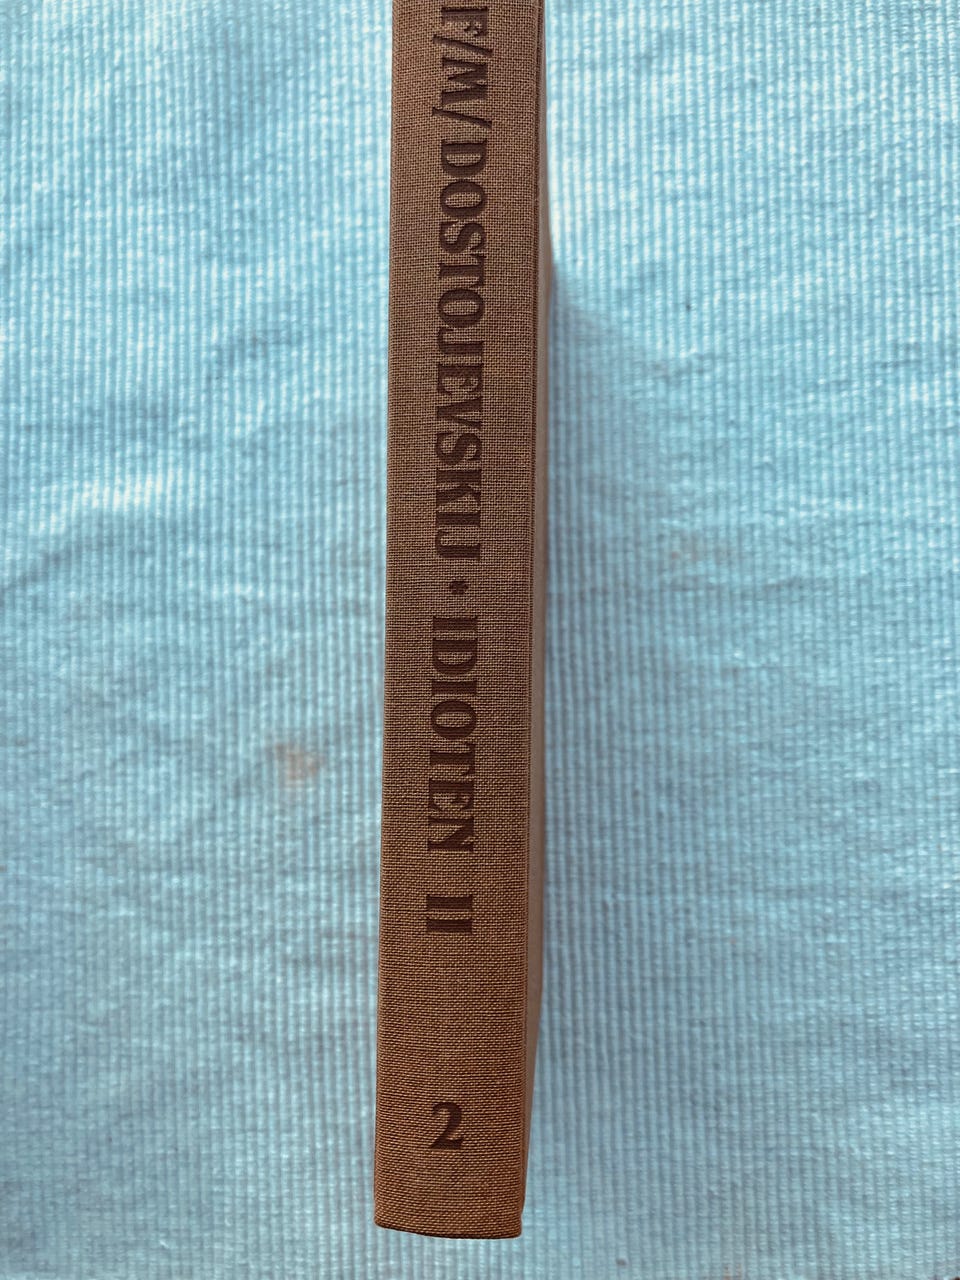 F/M/DOSTOJEVSKIJ * IDIOTEN II
2